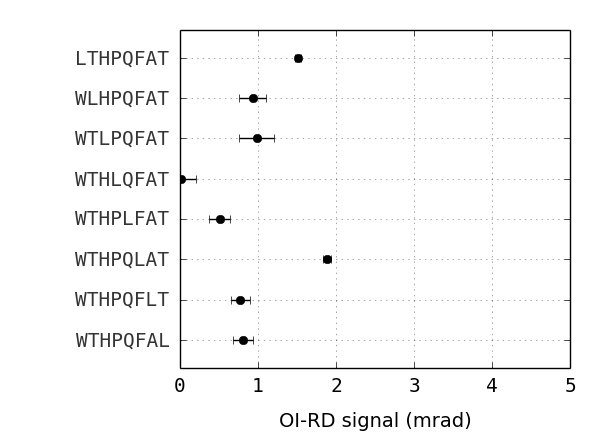 LTHPQFAT
WLHPQFAT
WTLPQFAT
WTHLQFAT
WTHPLFAT
WTHPQLAT
WTHPQFLT
WTHPQFAL
0 1 2 3 4 5
OI-RD signal (mrad)